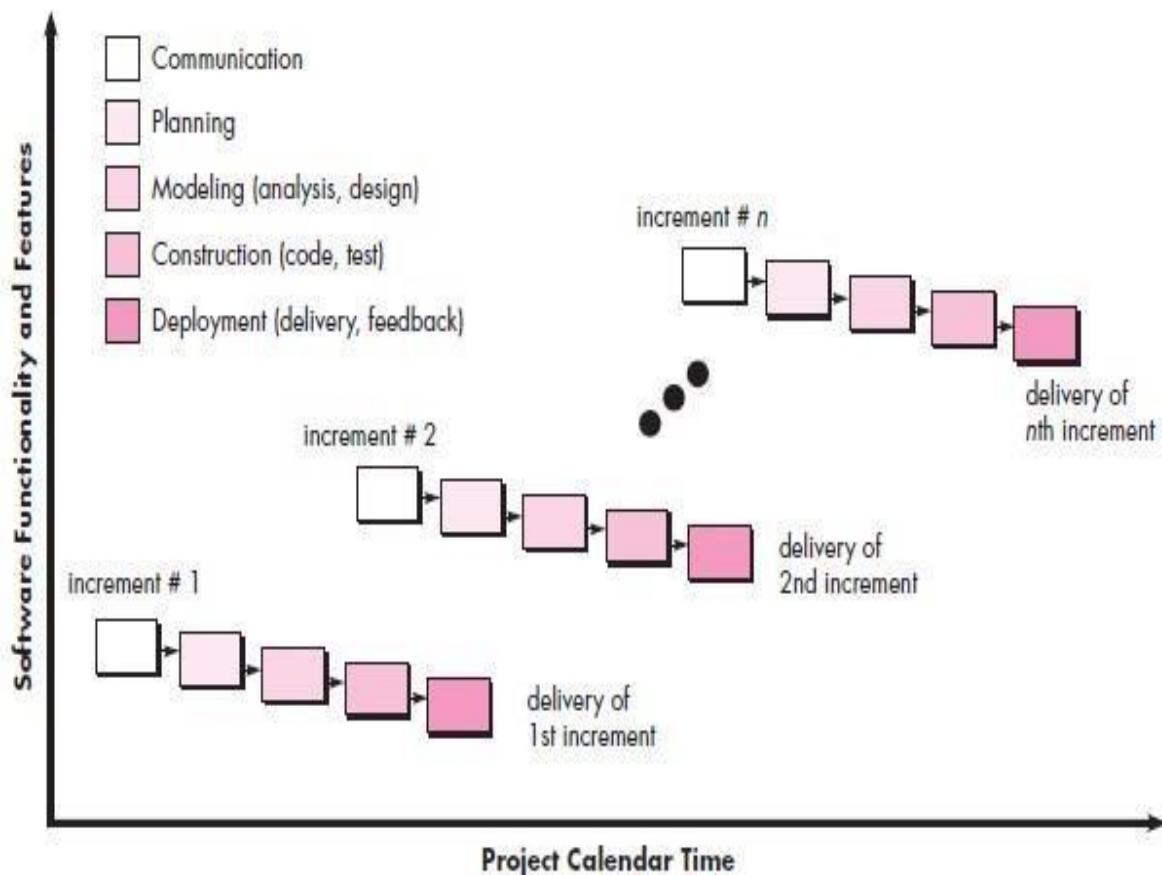 Communication
Planning
Modeling (analysis, design)
Construction (code, test)
Deployment (delivery, feedback)
Software Functionality and Features
increment # n
delivery of
nth increment
increment # 2
delivery of
2nd increment
increment # 1
delivery of
1st increment
Project Calendar Time